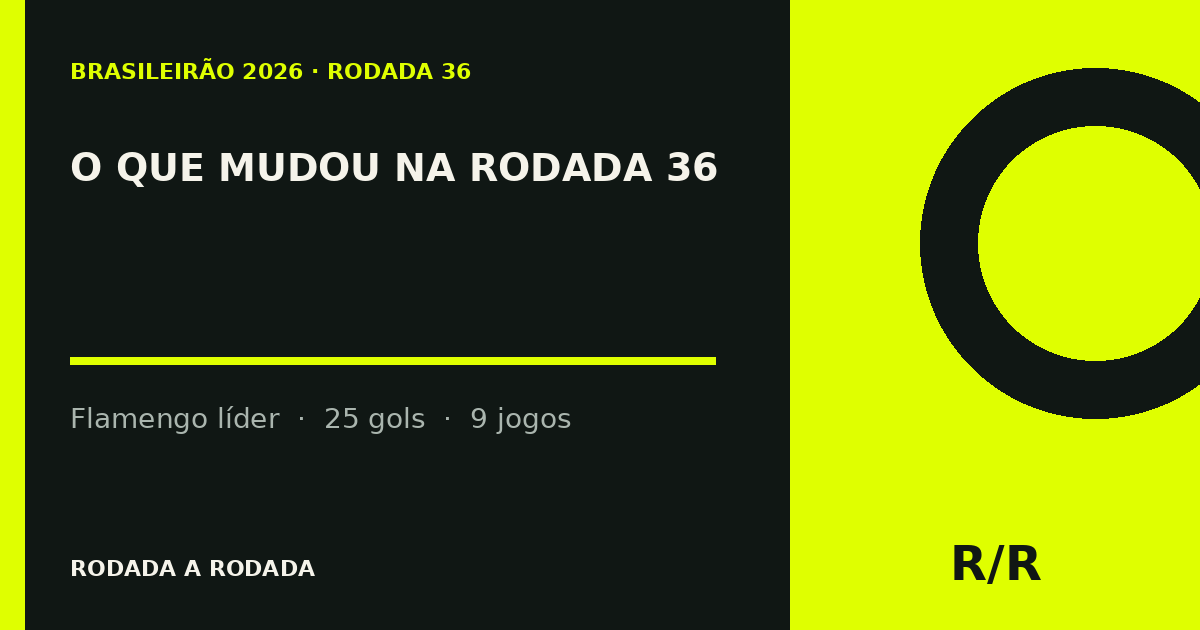 BRASILEIRÃO 2026 · RODADA 36
O QUE MUDOU NA RODADA 36
Flamengo líder · 25 gols · 9 jogos
RODADA A RODADA
R/R